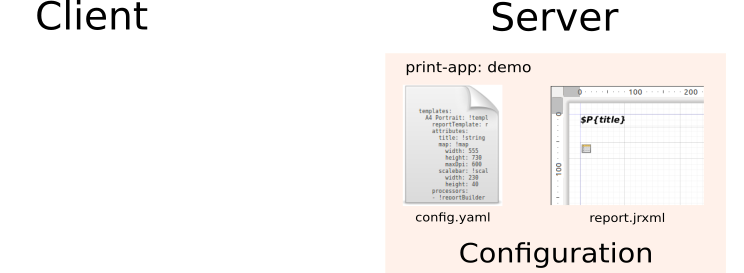 Client
Server
print-app: demo
templates:
A4 Portrait: !templ
reportTemplate: r
attributes:
title: !string
map: !map
width: 555
height: 730
maxDpi: 600
scalebar: !scal
width: 230
height: 40
processors:
- !reportBuilder
0 100 200
0
100
$P{title}
config.yaml
report.jrxml
Configuration